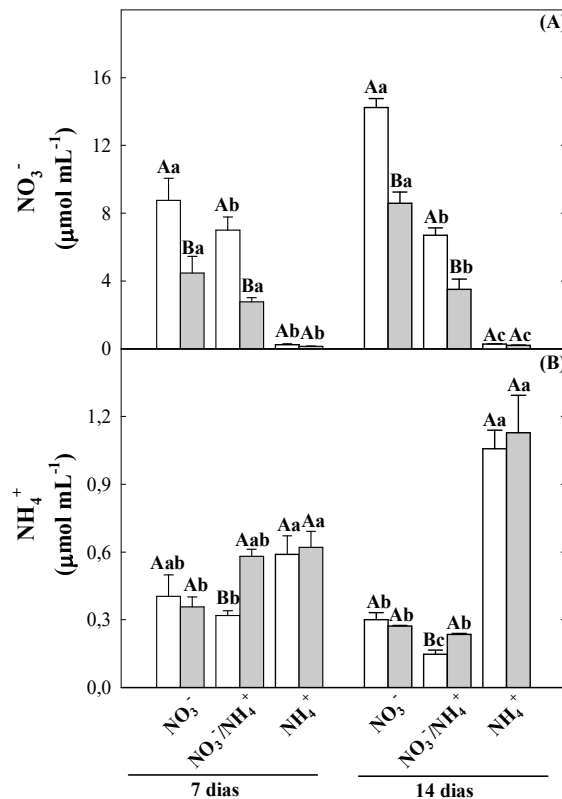 (A)
NO₃⁻
(µmol mL⁻¹)
16
12
8
4
0
Aa
Ba
Ab
Ba
Ab Ab
Aa
Ba
Ab
Bb
Ac Ac
(B)
NH₄⁺
(µmol mL⁻¹)
1,2
0,9
0,6
0,3
0,0
Aab
Ab
Bb
Ab
Aa Aa
Ab
Ab
Bc
Ab
Aa
Aa
NO₃⁻
NO₃⁻/NH₄⁺
NH₄⁺
NO₃⁻
NO₃⁻/NH₄⁺
NH₄⁺
7 dias
14 dias